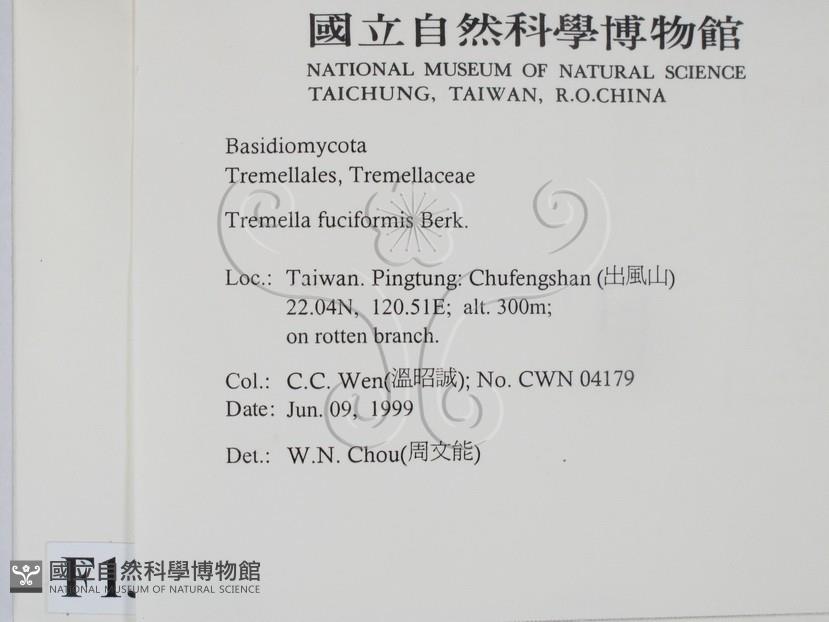 國立自然科學博物館
NATIONAL MUSEUM OF NATURAL SCIENCE
TAICHUNG, TAIWAN, R.O.CHINA
Basidiomycota
Tremellales, Tremellaceae
Tremella fuciformis Berk.
Loc.: Taiwan. Pingtung: Chufengshan (出風山)
22.04N, 120.51E; alt. 300m;
on rotten branch.
Col.: C.C. Wen(溫昭誠); No. CWN 04179
Date: Jun. 09, 1999
Det.: W.N. Chou(周文能)
國立自然科學博物館
NATIONAL MUSEUM OF NATURAL SCIENCE